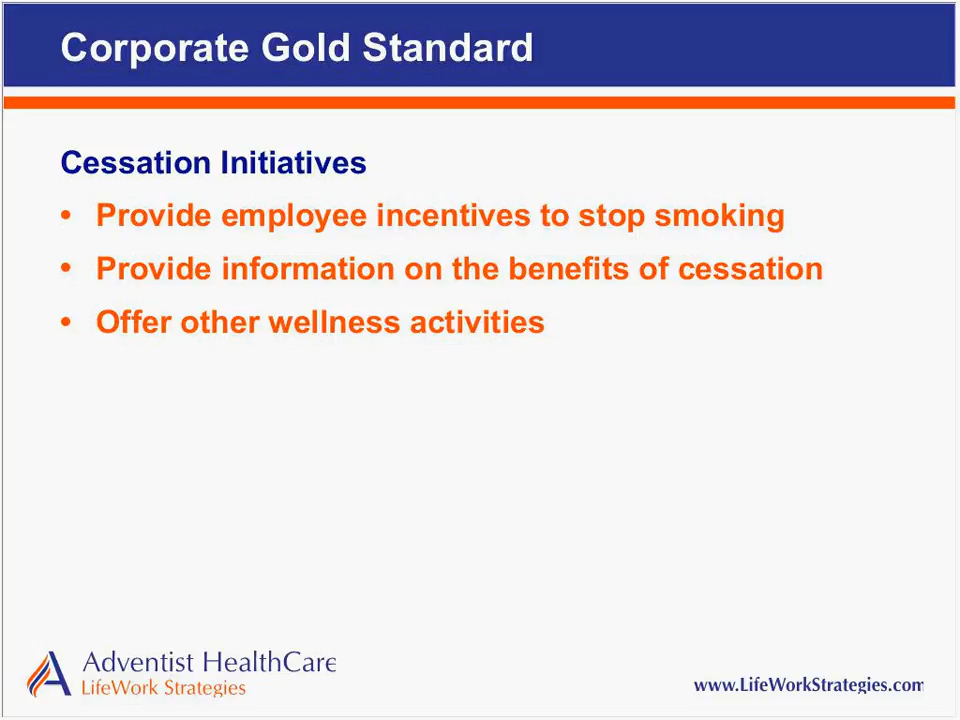 Corporate Gold Standard
Cessation Initiatives
• Provide employee incentives to stop smoking
• Provide information on the benefits of cessation
• Offer other wellness activities
Adventist HealthCare
LifeWork Strategies
www.LifeWorkStrategies.com